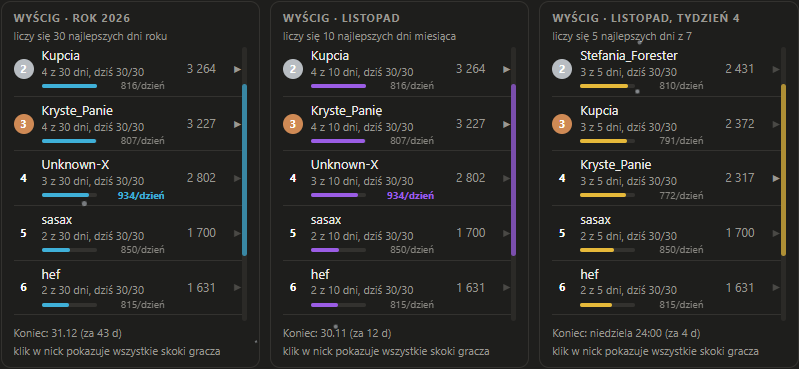 WYŚCIG · ROK 2026
liczy się 30 najlepszych dni roku
2
Kupcia
4 z 30 dni, dziś 30/30
3 264
816/dzień
3
Kryste_Panie
4 z 30 dni, dziś 30/30
3 227
807/dzień
4
Unknown-X
3 z 30 dni, dziś 30/30
2 802
934/dzień
5
sasax
2 z 30 dni, dziś 30/30
1 700
850/dzień
6
hef
2 z 30 dni, dziś 30/30
1 631
815/dzień
Koniec: 31.12 (za 43 d)
klik w nick pokazuje wszystkie skoki gracza
WYŚCIG · LISTOPAD
liczy się 10 najlepszych dni miesiąca
2
Kupcia
4 z 10 dni, dziś 30/30
3 264
816/dzień
3
Kryste_Panie
4 z 10 dni, dziś 30/30
3 227
807/dzień
4
Unknown-X
3 z 10 dni, dziś 30/30
2 802
934/dzień
5
sasax
2 z 10 dni, dziś 30/30
1 700
850/dzień
6
hef
2 z 10 dni, dziś 30/30
1 631
815/dzień
Koniec: 30.11 (za 12 d)
klik w nick pokazuje wszystkie skoki gracza
WYŚCIG · LISTOPAD, TYDZIEŃ 4
liczy się 5 najlepszych dni z 7
2
Stefania_Forester
3 z 5 dni, dziś 30/30
2 431
810/dzień
3
Kupcia
3 z 5 dni, dziś 30/30
2 372
791/dzień
4
Kryste_Panie
3 z 5 dni, dziś 30/30
2 317
772/dzień
5
sasax
2 z 5 dni, dziś 30/30
1 700
850/dzień
6
hef
2 z 5 dni, dziś 30/30
1 631
815/dzień
Koniec: niedziela 24:00 (za 4 d)
klik w nick pokazuje wszystkie skoki gracza